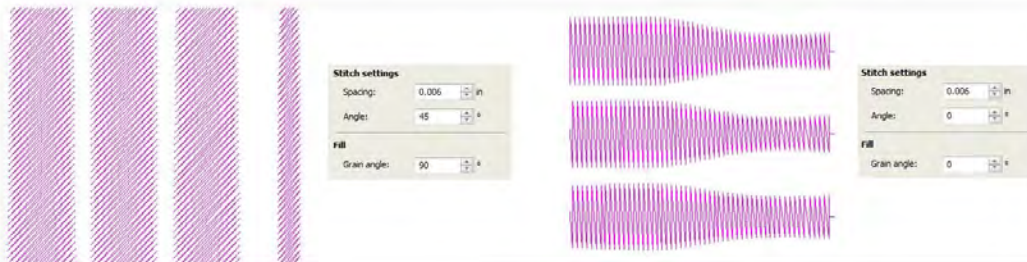 Stitch settings
Spacing: 0.006 in
Angle: 45 °
Fill
Grain angle: 90 °
Stitch settings
Spacing: 0.006 in
Angle: 0 °
Fill
Grain angle: 0 °